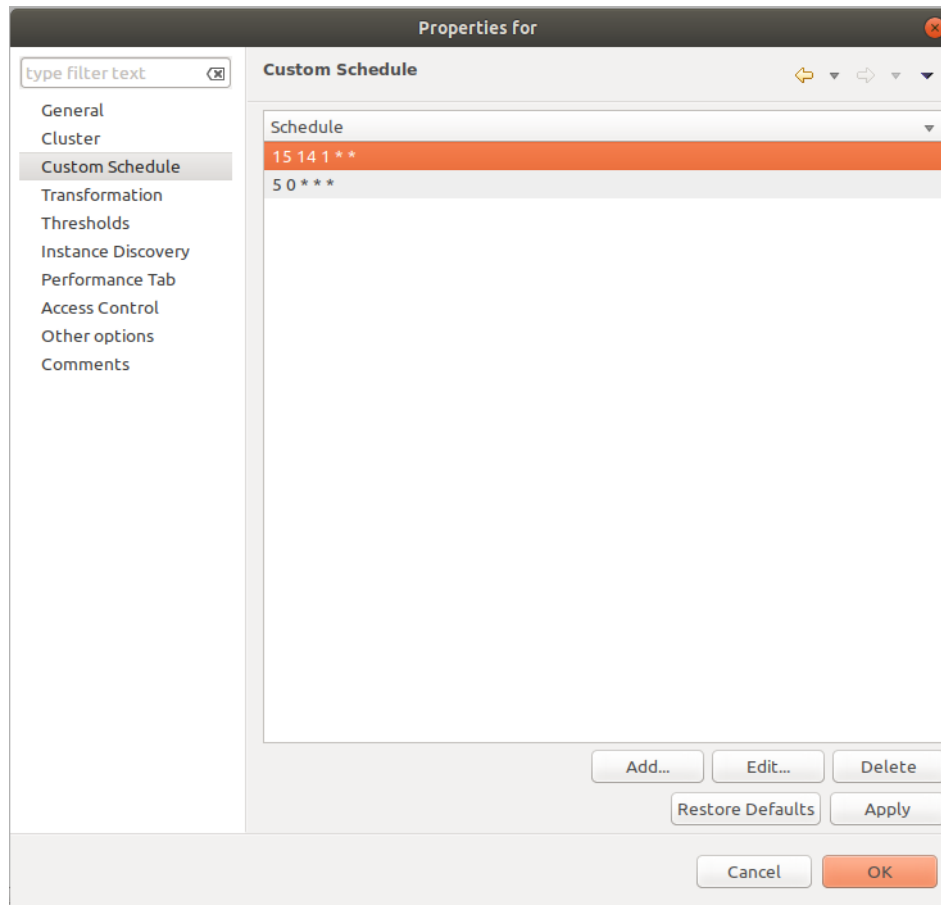 Properties for
type filter text
Custom Schedule
General
Cluster
Custom Schedule
Transformation
Thresholds
Instance Discovery
Performance Tab
Access Control
Other options
Comments
Schedule
15 14 1 * *
5 0 * * *
Add...
Edit...
Delete
Restore Defaults
Apply
Cancel
OK